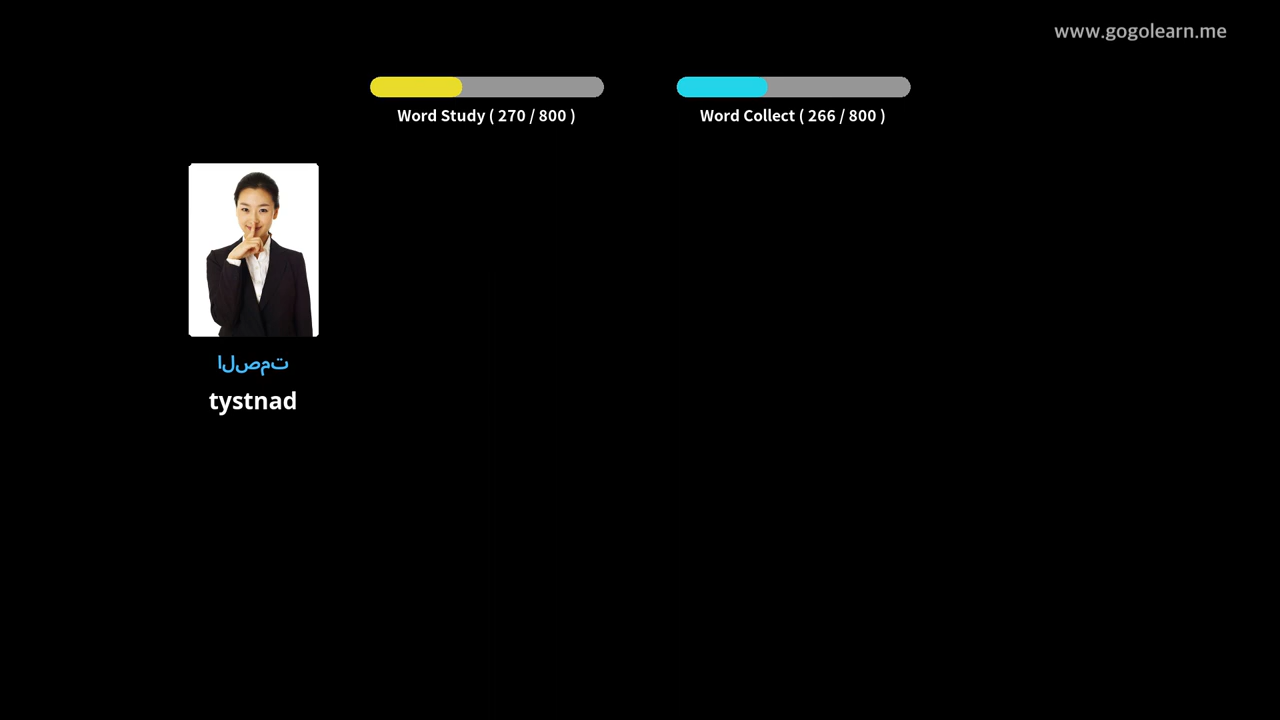 www.gogolearn.me
Word Study ( 270 / 800 )
Word Collect ( 266 / 800 )
الصمت
tystnad